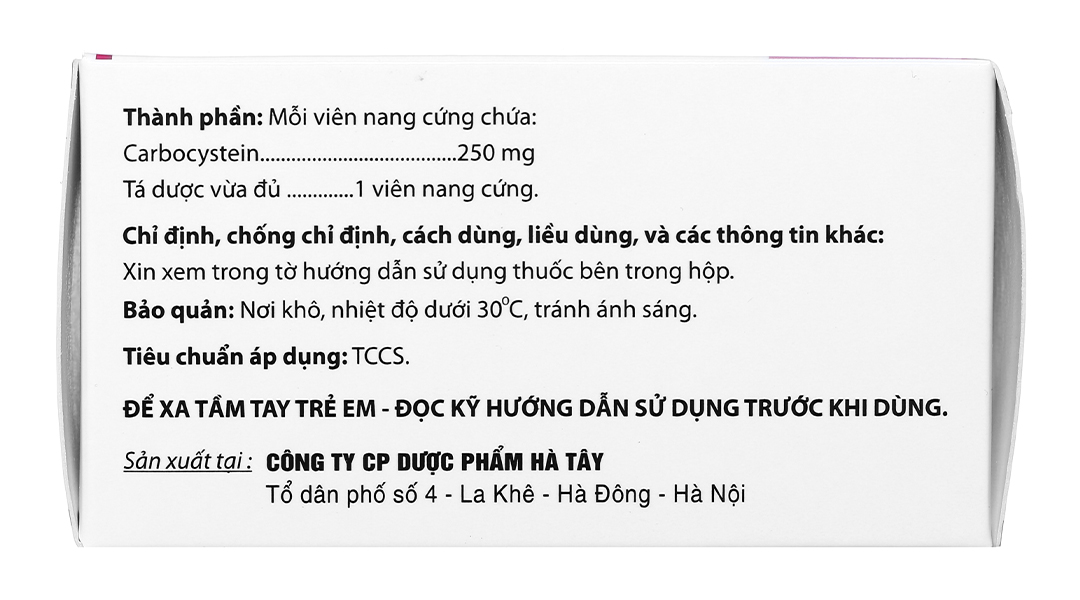 Thành phần: Mỗi viên nang cứng chứa:
Carbocystein......................................250 mg
Tá dược vừa đủ .............1 viên nang cứng.
Chỉ định, chống chỉ định, cách dùng, liều dùng, và các thông tin khác:
Xin xem trong tờ hướng dẫn sử dụng thuốc bên trong hộp.
Bảo quản: Nơi khô, nhiệt độ dưới 30⁰C, tránh ánh sáng.
Tiêu chuẩn áp dụng: TCCS.
ĐỂ XA TẦM TAY TRẺ EM - ĐỌC KỸ HƯỚNG DẪN SỬ DỤNG TRƯỚC KHI DÙNG.
Sản xuất tại : CÔNG TY CP DƯỢC PHẨM HÀ TÂY
Tổ dân phố số 4 - La Khê - Hà Đông - Hà Nội